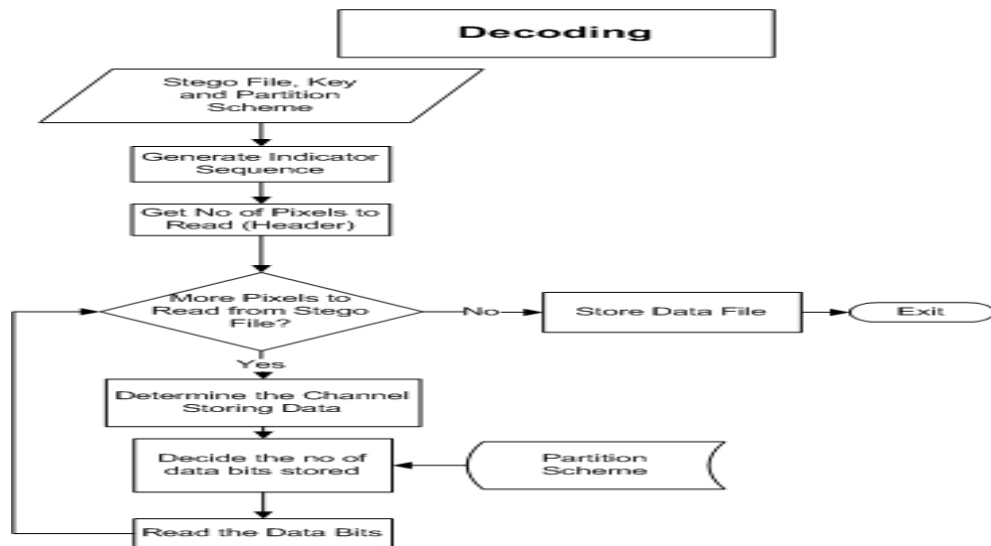 Decoding
Stego File, Key
and Partition
Scheme
Generate Indicator
Sequence
Get No of Pixels to
Read (Header)
More Pixels to
Read from Stego
File?
No
Store Data File
Exit
Yes
Determine the Channel
Storing Data
Decide the no of
data bits stored
Partition
Scheme
Read the Data Bits